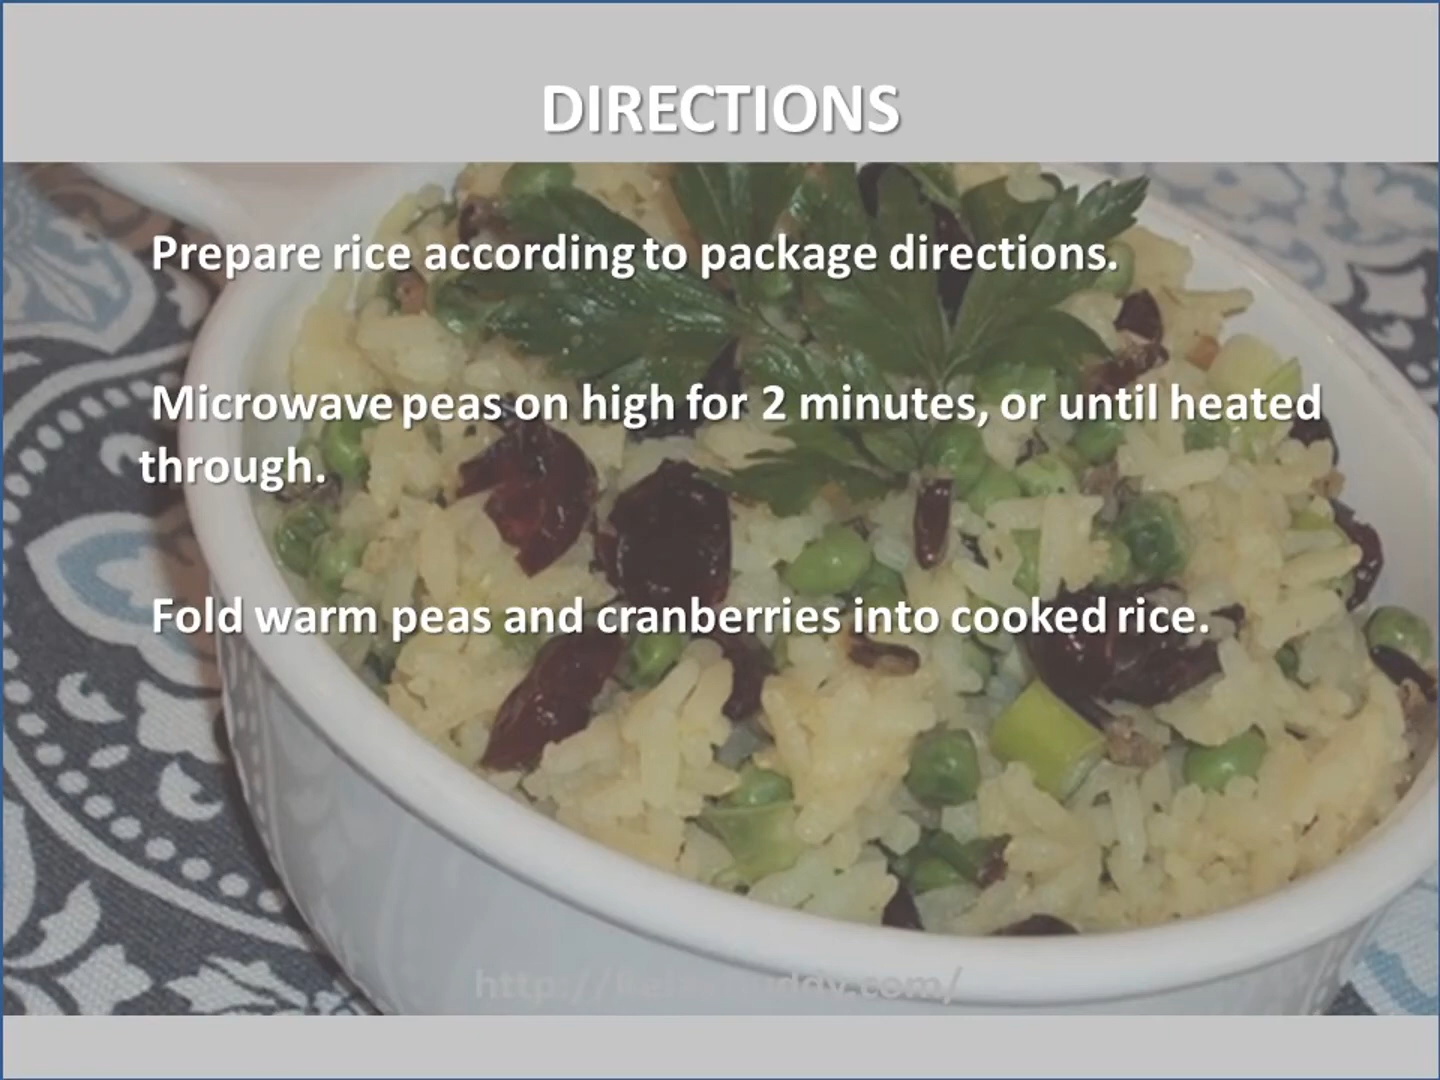 DIRECTIONS
Prepare rice according to package directions.
Microwave peas on high for 2 minutes, or until heated
through.
Fold warm peas and cranberries into cooked rice.